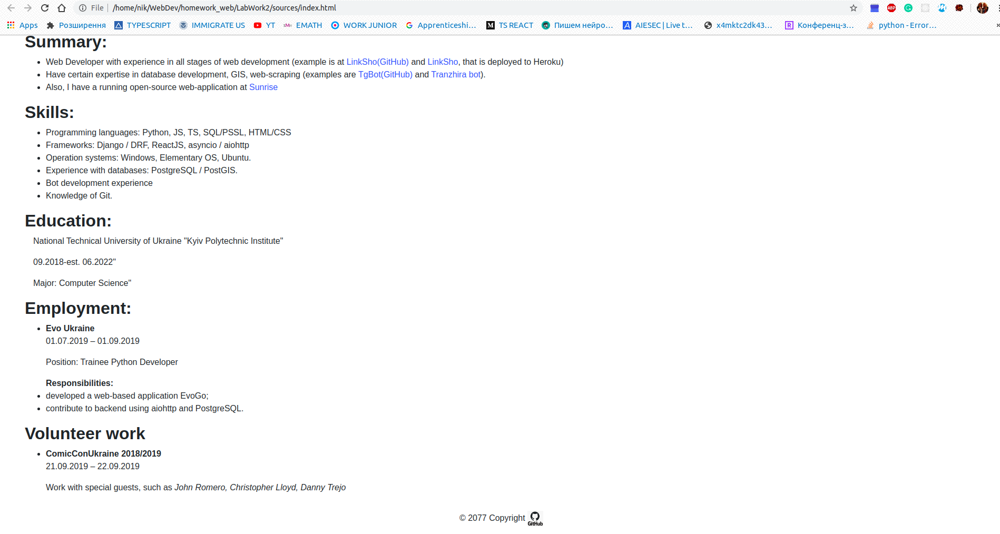 File /home/nik/WebDev/homework_web/LabWork2/sources/index.html ABP
Apps Розширення TYPESCRIPT IMMIGRATE US YT EMATH WORK JUNIOR Apprenticeshi… TS REACT Пишем нейро… AIESEC | Live t… x4mktc2dk43… Конференц-з… python - Error… »
Summary:
• Web Developer with experience in all stages of web development (example is at LinkSho(GitHub) and LinkSho, that is deployed to Heroku)
• Have certain expertise in database development, GIS, web-scraping (examples are TgBot(GitHub) and Tranzhira bot).
• Also, I have a running open-source web-application at Sunrise
Skills:
• Programming languages: Python, JS, TS, SQL/PSSL, HTML/CSS
• Frameworks: Django / DRF, ReactJS, asyncio / aiohttp
• Operation systems: Windows, Elementary OS, Ubuntu.
• Experience with databases: PostgreSQL / PostGIS.
• Bot development experience
• Knowledge of Git.
Education:
National Technical University of Ukraine "Kyiv Polytechnic Institute"
09.2018-est. 06.2022"
Major: Computer Science"
Employment:
• Evo Ukraine
01.07.2019 – 01.09.2019
Position: Trainee Python Developer
Responsibilities:
• developed a web-based application EvoGo;
• contribute to backend using aiohttp and PostgreSQL.
Volunteer work
• ComicConUkraine 2018/2019
21.09.2019 – 22.09.2019
Work with special guests, such as John Romero, Christopher Lloyd, Danny Trejo
© 2077 Copyright GitHub